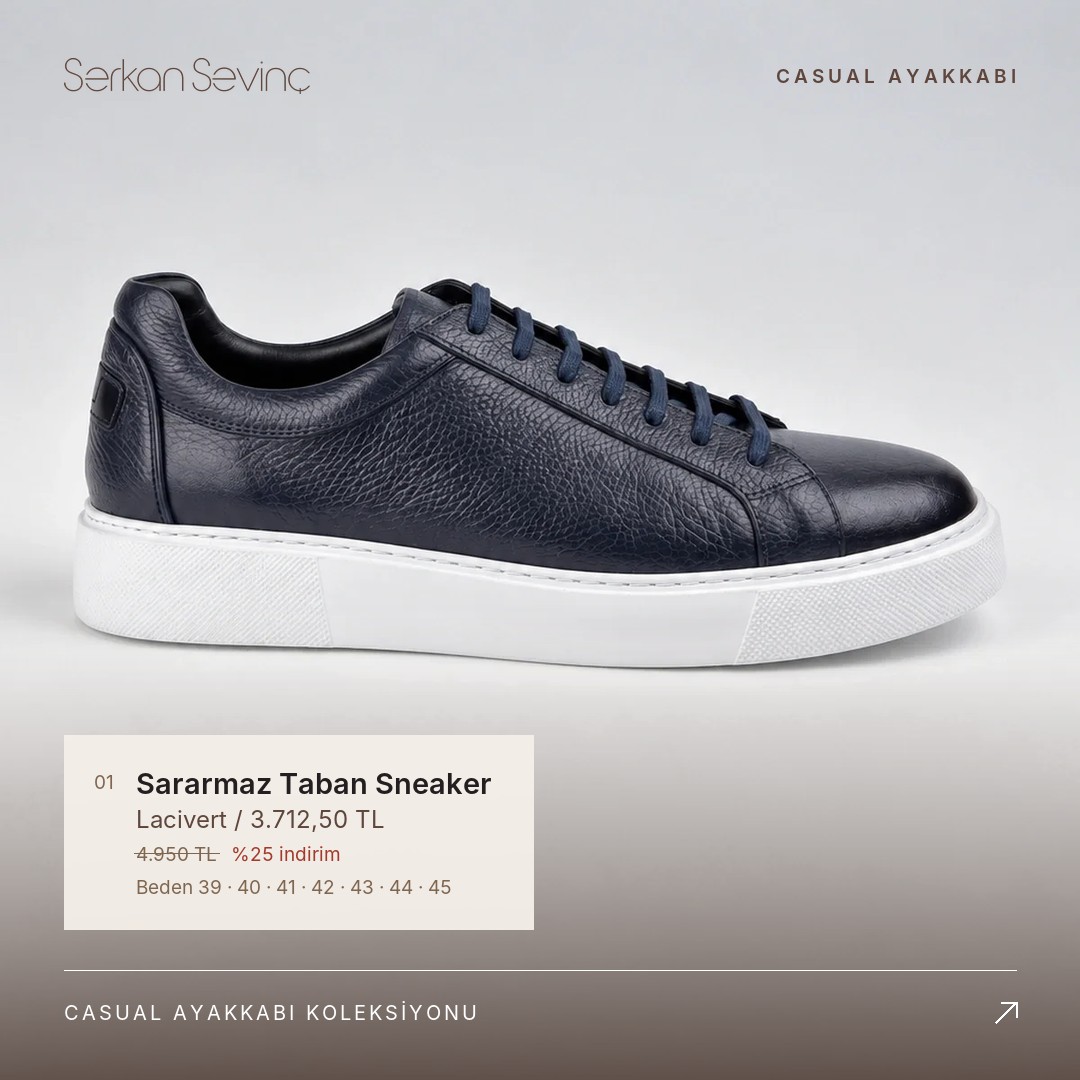 Serkan Sevinç
CASUAL AYAKKABI
01
Sararmaz Taban Sneaker
Lacivert / 3.712,50 TL
4.950 TL %25 indirim
Beden 39 · 40 · 41 · 42 · 43 · 44 · 45
CASUAL AYAKKABI KOLEKSİYONU